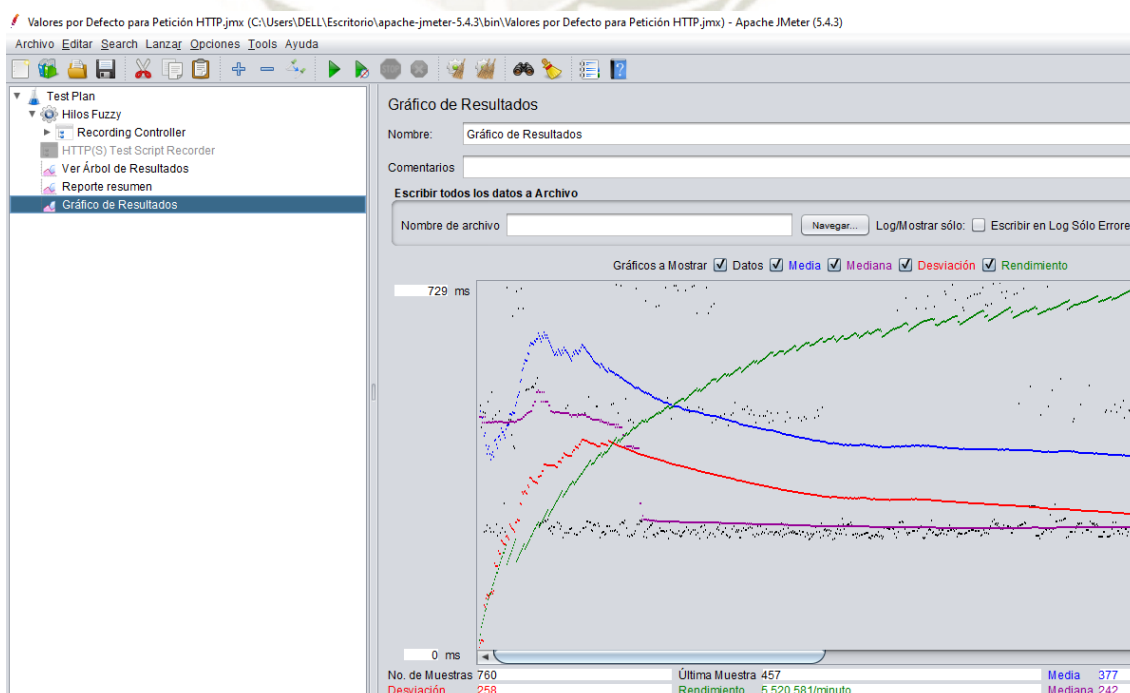 Valores por Defecto para Petición HTTP.jmx (C:\Users\DELL\Escritorio\apache-jmeter-5.4.3\bin\Valores por Defecto para Petición HTTP.jmx) - Apache JMeter (5.4.3)
Archivo Editar Search Lanzar Opciones Tools Ayuda
Test Plan
Hilos Fuzzy
Recording Controller
HTTP(S) Test Script Recorder
Ver Árbol de Resultados
Reporte resumen
Gráfico de Resultados
Gráfico de Resultados
Nombre: Gráfico de Resultados
Comentarios
Escribir todos los datos a Archivo
Nombre de archivo Navegar... Log/Mostrar sólo: Escribir en Log Sólo Errore
Gráficos a Mostrar Datos Media Mediana Desviación Rendimiento
729 ms
0 ms
No. de Muestras 760 Última Muestra 457 Media 377
Desviación 258 Rendimiento 5,520.581/minuto Mediana 242